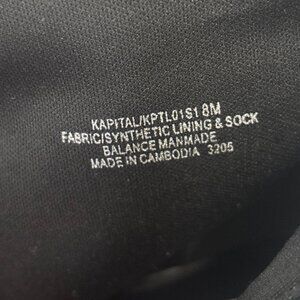 KAPITAL/KPTL01S1 8M
FABRIC/SYNTHETIC LINING & SOCK
BALANCE MANMADE
MADE IN CAMBODIA 3205